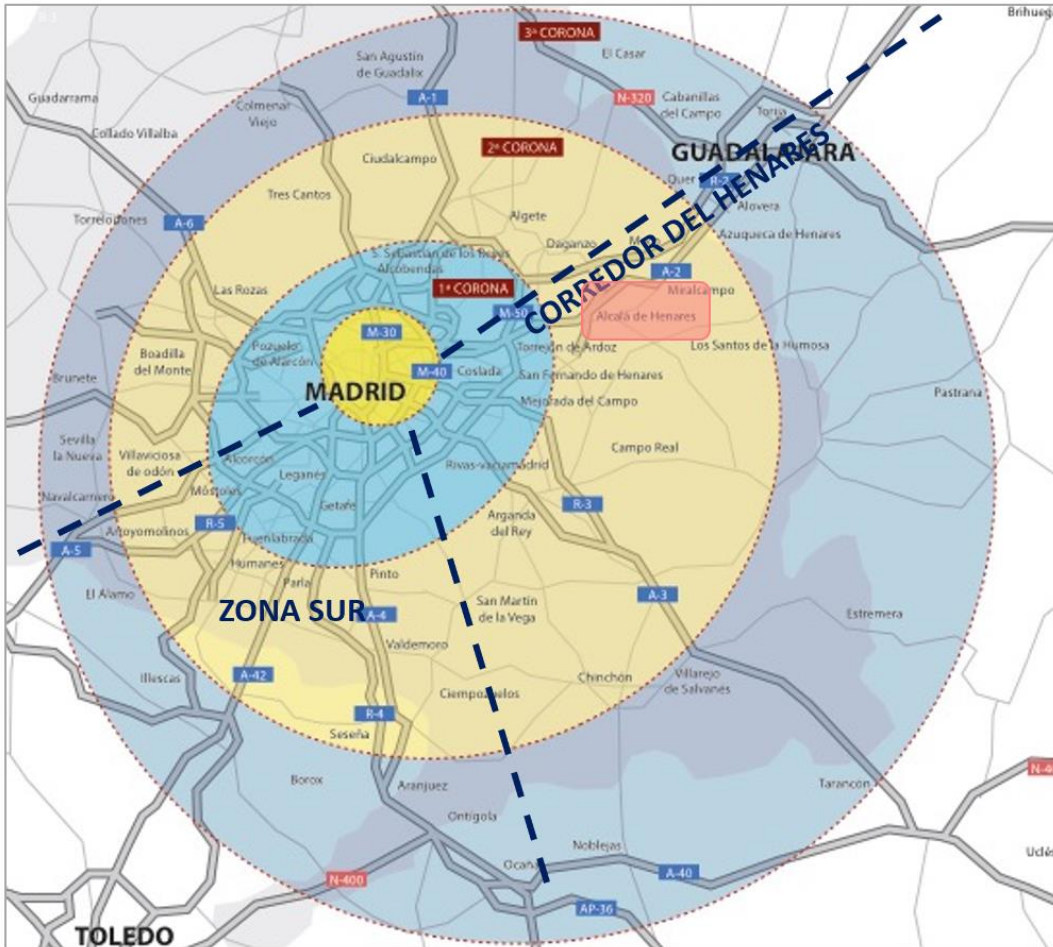 Brihuega
3ª CORONA
El Casar
San Agustín
de Guadalix
Guadarrama
A-1
N-320
Cabanillas
del Campo
Colmenar
Viejo
Torija
Collado Villalba
2ª CORONA
GUADALAJARA
Ciudalcampo
Quer
R-2
Tres Cantos
Alovera
Torrelodones
A-6
Algete
Azuqueca de Henares
Daganzo
CORREDOR DEL HENARES
S. Sebastián de los Reyes
Alcobendas
A-2
Las Rozas
1ª CORONA
Miralcampo
M-50
Alcalá de Henares
M-30
Pozuelo
de Alarcón
Torrejón de Ardoz
Los Santos de la Humosa
Boadilla
del Monte
M-40
Coslada
San Fernando de Henares
Brunete
MADRID
Pastrana
Mejorada del Campo
Sevilla
la Nueva
Campo Real
Villaviciosa
de odón
Alcorcón
Rivas-vaciamadrid
Leganés
Móstoles
Navalcarnero
Getafe
R-3
R-5
Arganda
del Rey
Arroyomolinos
Fuenlabrada
A-5
Humanes
Pinto
Parla
El Alamo
A-3
San Martín
de la Vega
ZONA SUR
A-4
Estremera
Valdemoro
A-42
Illescas
Chinchón
Villarejo
de Salvanés
Ciempozuelos
R-4
Seseña
Borox
Aranjuez
Tarancón
Ontígola
Noblejas
Ocaña
A-40
N-400
AP-36
TOLEDO